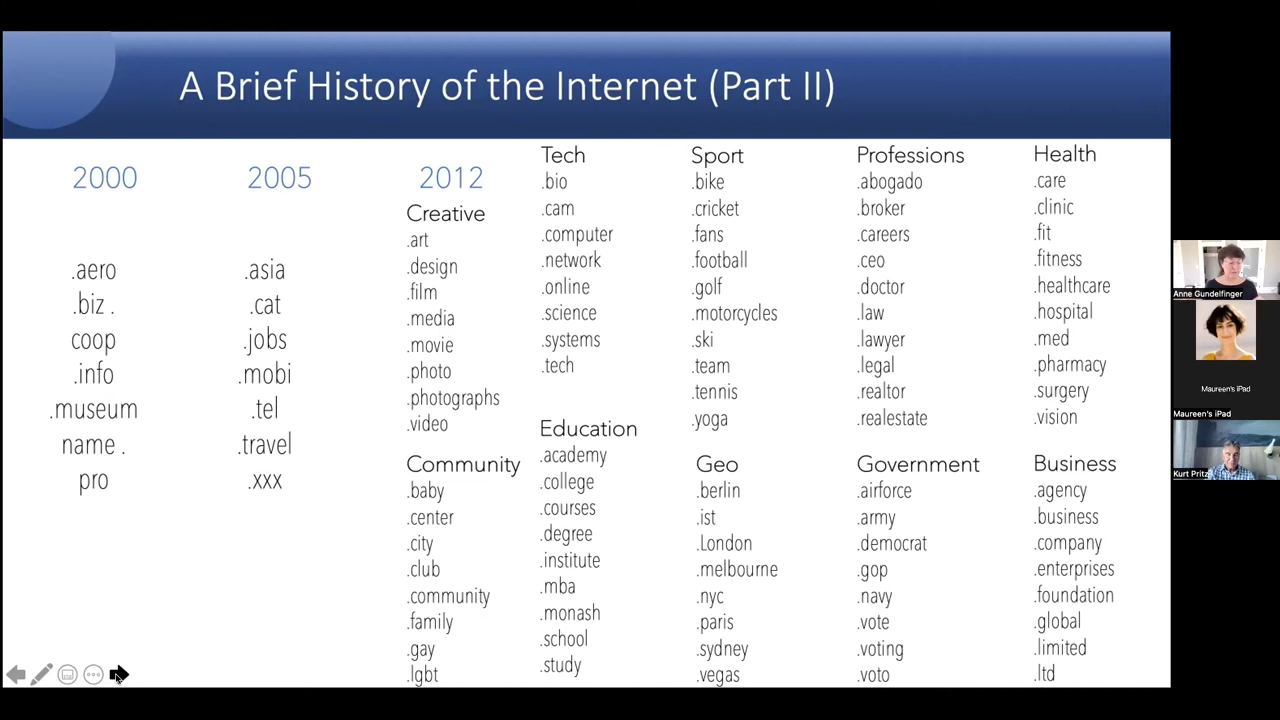 A Brief History of the Internet (Part II)
2000
.aero
.biz .
coop
.info
.museum
name .
pro
2005
.asia
.cat
.jobs
.mobi
.tel
.travel
.xxx
2012
Creative
.art
.design
.film
.media
.movie
.photo
.photographs
.video
Community
.baby
.center
.city
.club
.community
.family
.gay
.lgbt
Tech
.bio
.cam
.computer
.network
.online
.science
.systems
.tech
Education
.academy
.college
.courses
.degree
.institute
.mba
.monash
.school
.study
Sport
.bike
.cricket
.fans
.football
.golf
.motorcycles
.ski
.team
.tennis
.yoga
Geo
.berlin
.ist
.London
.melbourne
.nyc
.paris
.sydney
.vegas
Professions
.abogado
.broker
.careers
.ceo
.doctor
.law
.lawyer
.legal
.realtor
.realestate
Government
.airforce
.army
.democrat
.gop
.navy
.vote
.voting
.voto
Health
.care
.clinic
.fit
.fitness
.healthcare
.hospital
.med
.pharmacy
.surgery
.vision
Business
.agency
.business
.company
.enterprises
.foundation
.global
.limited
.ltd
Anne Gundelfinger
Maureen's iPad
Maureen's iPad
Kurt Pritz